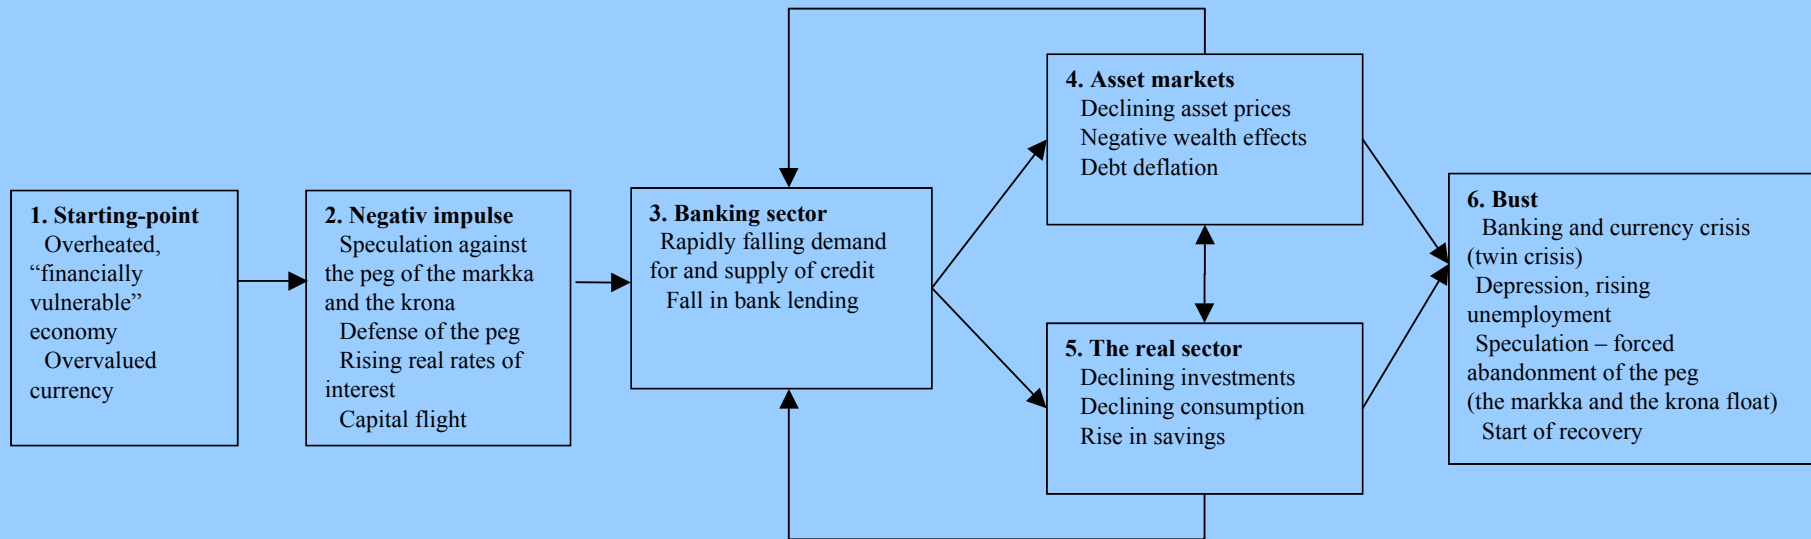 1. Starting-point
Overheated,
“financially
vulnerable”
economy
Overvalued
currency
2. Negativ impulse
Speculation against
the peg of the markka
and the krona
Defense of the peg
Rising real rates of
interest
Capital flight
3. Banking sector
Rapidly falling demand
for and supply of credit
Fall in bank lending
4. Asset markets
Declining asset prices
Negative wealth effects
Debt deflation
5. The real sector
Declining investments
Declining consumption
Rise in savings
6. Bust
Banking and currency crisis
(twin crisis)
Depression, rising
unemployment
Speculation – forced
abandonment of the peg
(the markka and the krona float)
Start of recovery